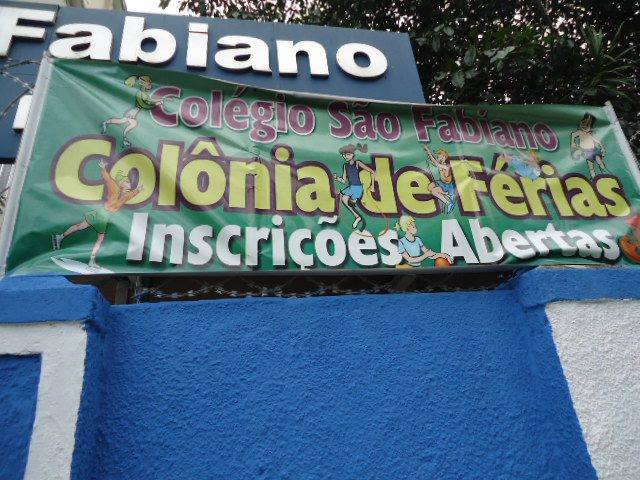 Fabiano
Colégio São Fabiano
Colônia de Férias
Inscrições Abertas